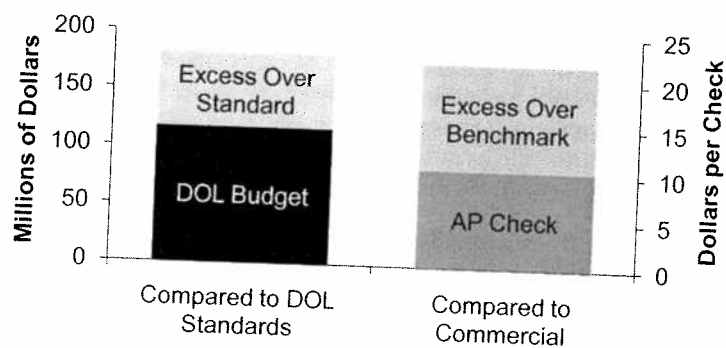 Millions of Dollars
200
150
100
50
0
Excess Over
Standard
DOL Budget
Excess Over
Benchmark
AP Check
25
20
15
10
5
0
Dollars per Check
Compared to DOL
Standards
Compared to
Commercial